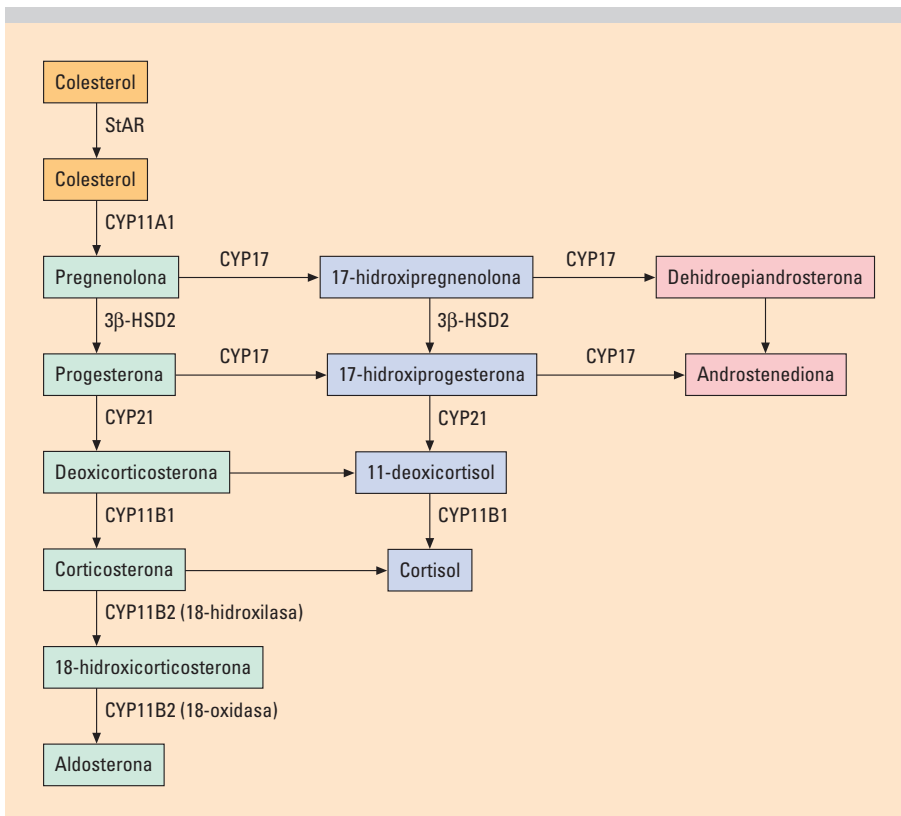 Colesterol
StAR
Colesterol
CYP11A1
Pregnenolona
CYP17
17-hidroxipregnenolona
CYP17
Dehidroepiandrosterona
3β-HSD2
3β-HSD2
Progesterona
CYP17
17-hidroxiprogesterona
CYP17
Androstenediona
CYP21
CYP21
Deoxicorticosterona
11-deoxicortisol
CYP11B1
CYP11B1
Corticosterona
Cortisol
CYP11B2 (18-hidroxilasa)
18-hidroxicorticosterona
CYP11B2 (18-oxidasa)
Aldosterona